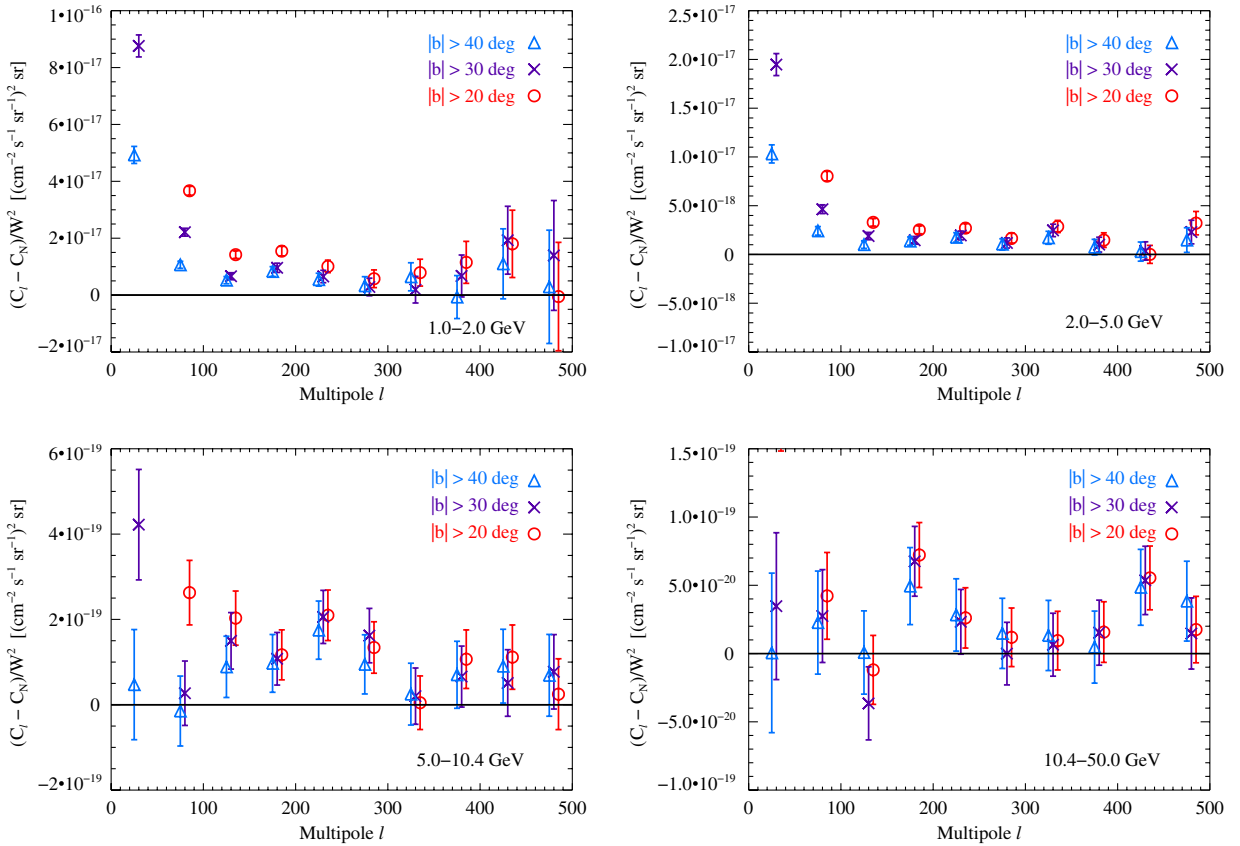 1•10⁻¹⁶
8•10⁻¹⁷
6•10⁻¹⁷
4•10⁻¹⁷
2•10⁻¹⁷
0
−2•10⁻¹⁷
(C_l − C_N)/W² [(cm⁻² s⁻¹ sr⁻¹)² sr]
|b| > 40 deg
|b| > 30 deg
|b| > 20 deg
1.0−2.0 GeV
0 100 200 300 400 500
Multipole l
2.5•10⁻¹⁷
2.0•10⁻¹⁷
1.5•10⁻¹⁷
1.0•10⁻¹⁷
5.0•10⁻¹⁸
0
−5.0•10⁻¹⁸
−1.0•10⁻¹⁷
(C_l − C_N)/W² [(cm⁻² s⁻¹ sr⁻¹)² sr]
|b| > 40 deg
|b| > 30 deg
|b| > 20 deg
2.0−5.0 GeV
0 100 200 300 400 500
Multipole l
6•10⁻¹⁹
4•10⁻¹⁹
2•10⁻¹⁹
0
−2•10⁻¹⁹
(C_l − C_N)/W² [(cm⁻² s⁻¹ sr⁻¹)² sr]
|b| > 40 deg
|b| > 30 deg
|b| > 20 deg
5.0−10.4 GeV
0 100 200 300 400 500
Multipole l
1.5•10⁻¹⁹
1.0•10⁻¹⁹
5.0•10⁻²⁰
0
−5.0•10⁻²⁰
−1.0•10⁻¹⁹
(C_l − C_N)/W² [(cm⁻² s⁻¹ sr⁻¹)² sr]
|b| > 40 deg
|b| > 30 deg
|b| > 20 deg
10.4−50.0 GeV
0 100 200 300 400 500
Multipole l